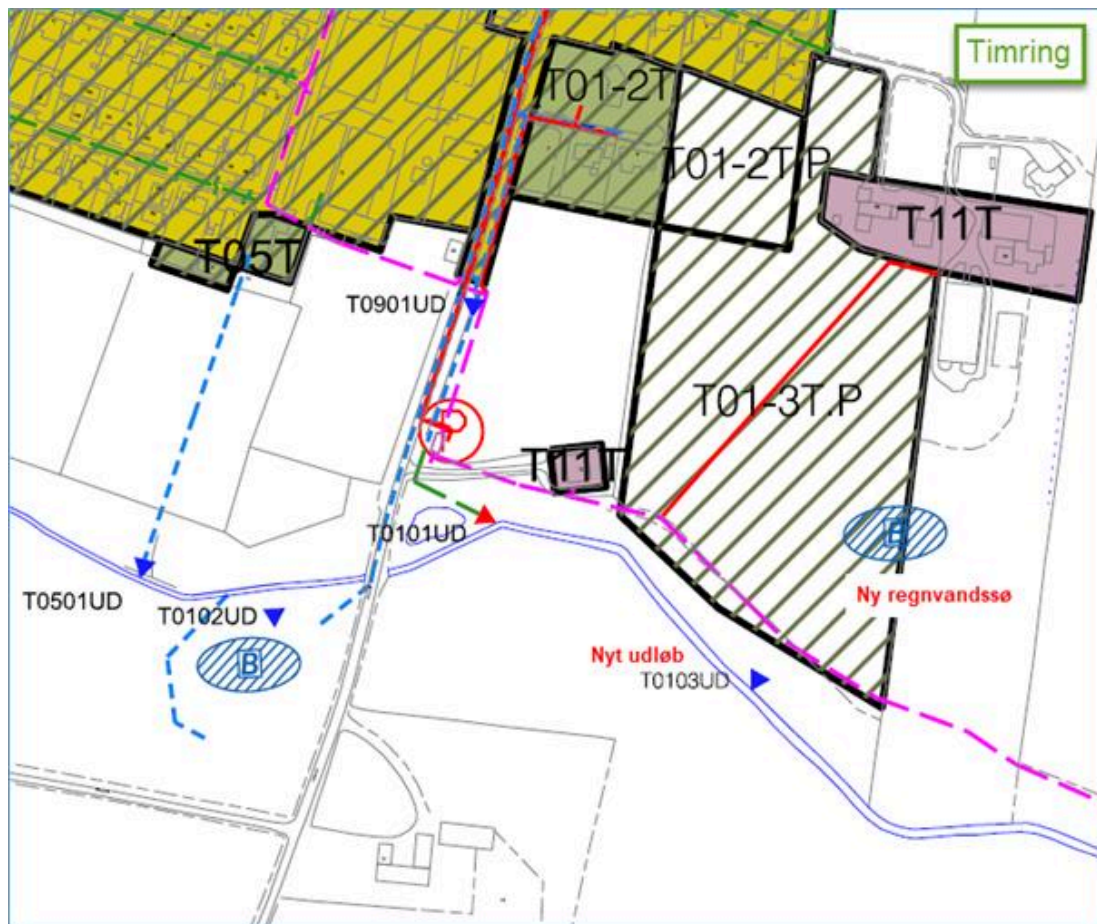 Timring
T01-2T
T01-2T.P
T11T
T05T
T0901UD
T01-3T.P
T11T
T0101UD
E
T0501UD
T0102UD
Ny regnvandssø
B
Nyt udløb
T0103UD